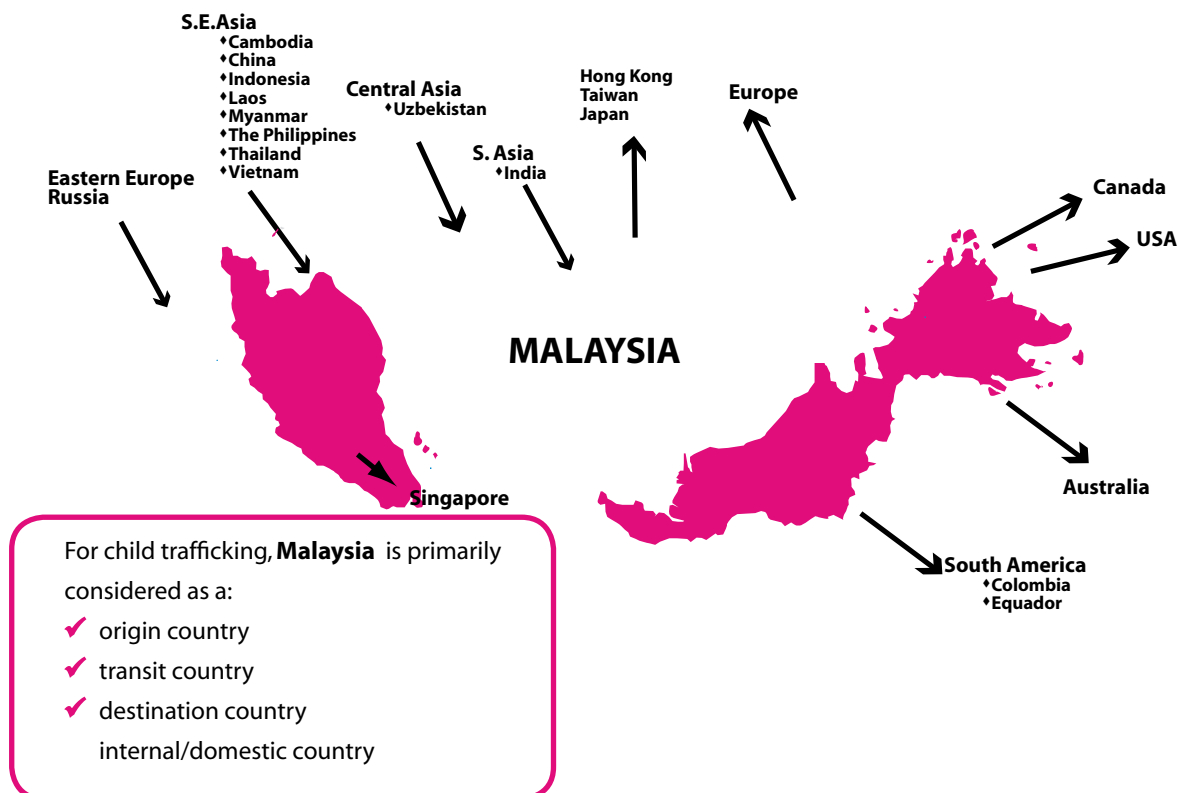 S.E.Asia
♦Cambodia
♦China
♦Indonesia
♦Laos
♦Myanmar
♦The Philippines
♦Thailand
♦Vietnam
Central Asia
♦Uzbekistan
S. Asia
♦India
Hong Kong
Taiwan
Japan
Europe
Eastern Europe
Russia
Canada
USA
MALAYSIA
Singapore
Australia
South America
♦Colombia
♦Equador
For child trafficking, Malaysia is primarily
considered as a:
✓ origin country
✓ transit country
✓ destination country
internal/domestic country